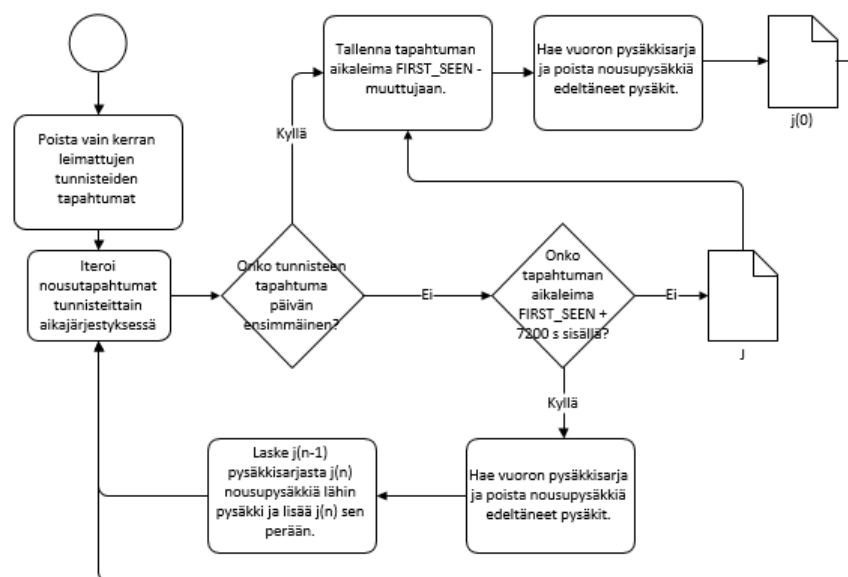 Poista vain kerran
leimattujen
tunnisteiden
tapahtumat
Iteroi
nousutapahtumat
tunnisteittain
aikajärjestyksessä
Onko tunnisteen
tapahtuma
päivän
ensimmäinen?
Kyllä
Tallenna tapahtuman
aikaleima FIRST_SEEN -
muuttujaan.
Hae vuoron pysäkkisarja
ja poista nousupysäkkiä
edeltäneet pysäkit.
j(0)
Ei
Onko
tapahtuman
aikaleima
FIRST_SEEN +
7200 s sisällä?
Ei
J
Kyllä
Hae vuoron pysäkkisarja
ja poista nousupysäkkiä
edeltäneet pysäkit.
Laske j(n-1)
pysäkkisarjasta j(n)
nousupysäkkiä lähin
pysäkki ja lisää j(n) sen
perään.